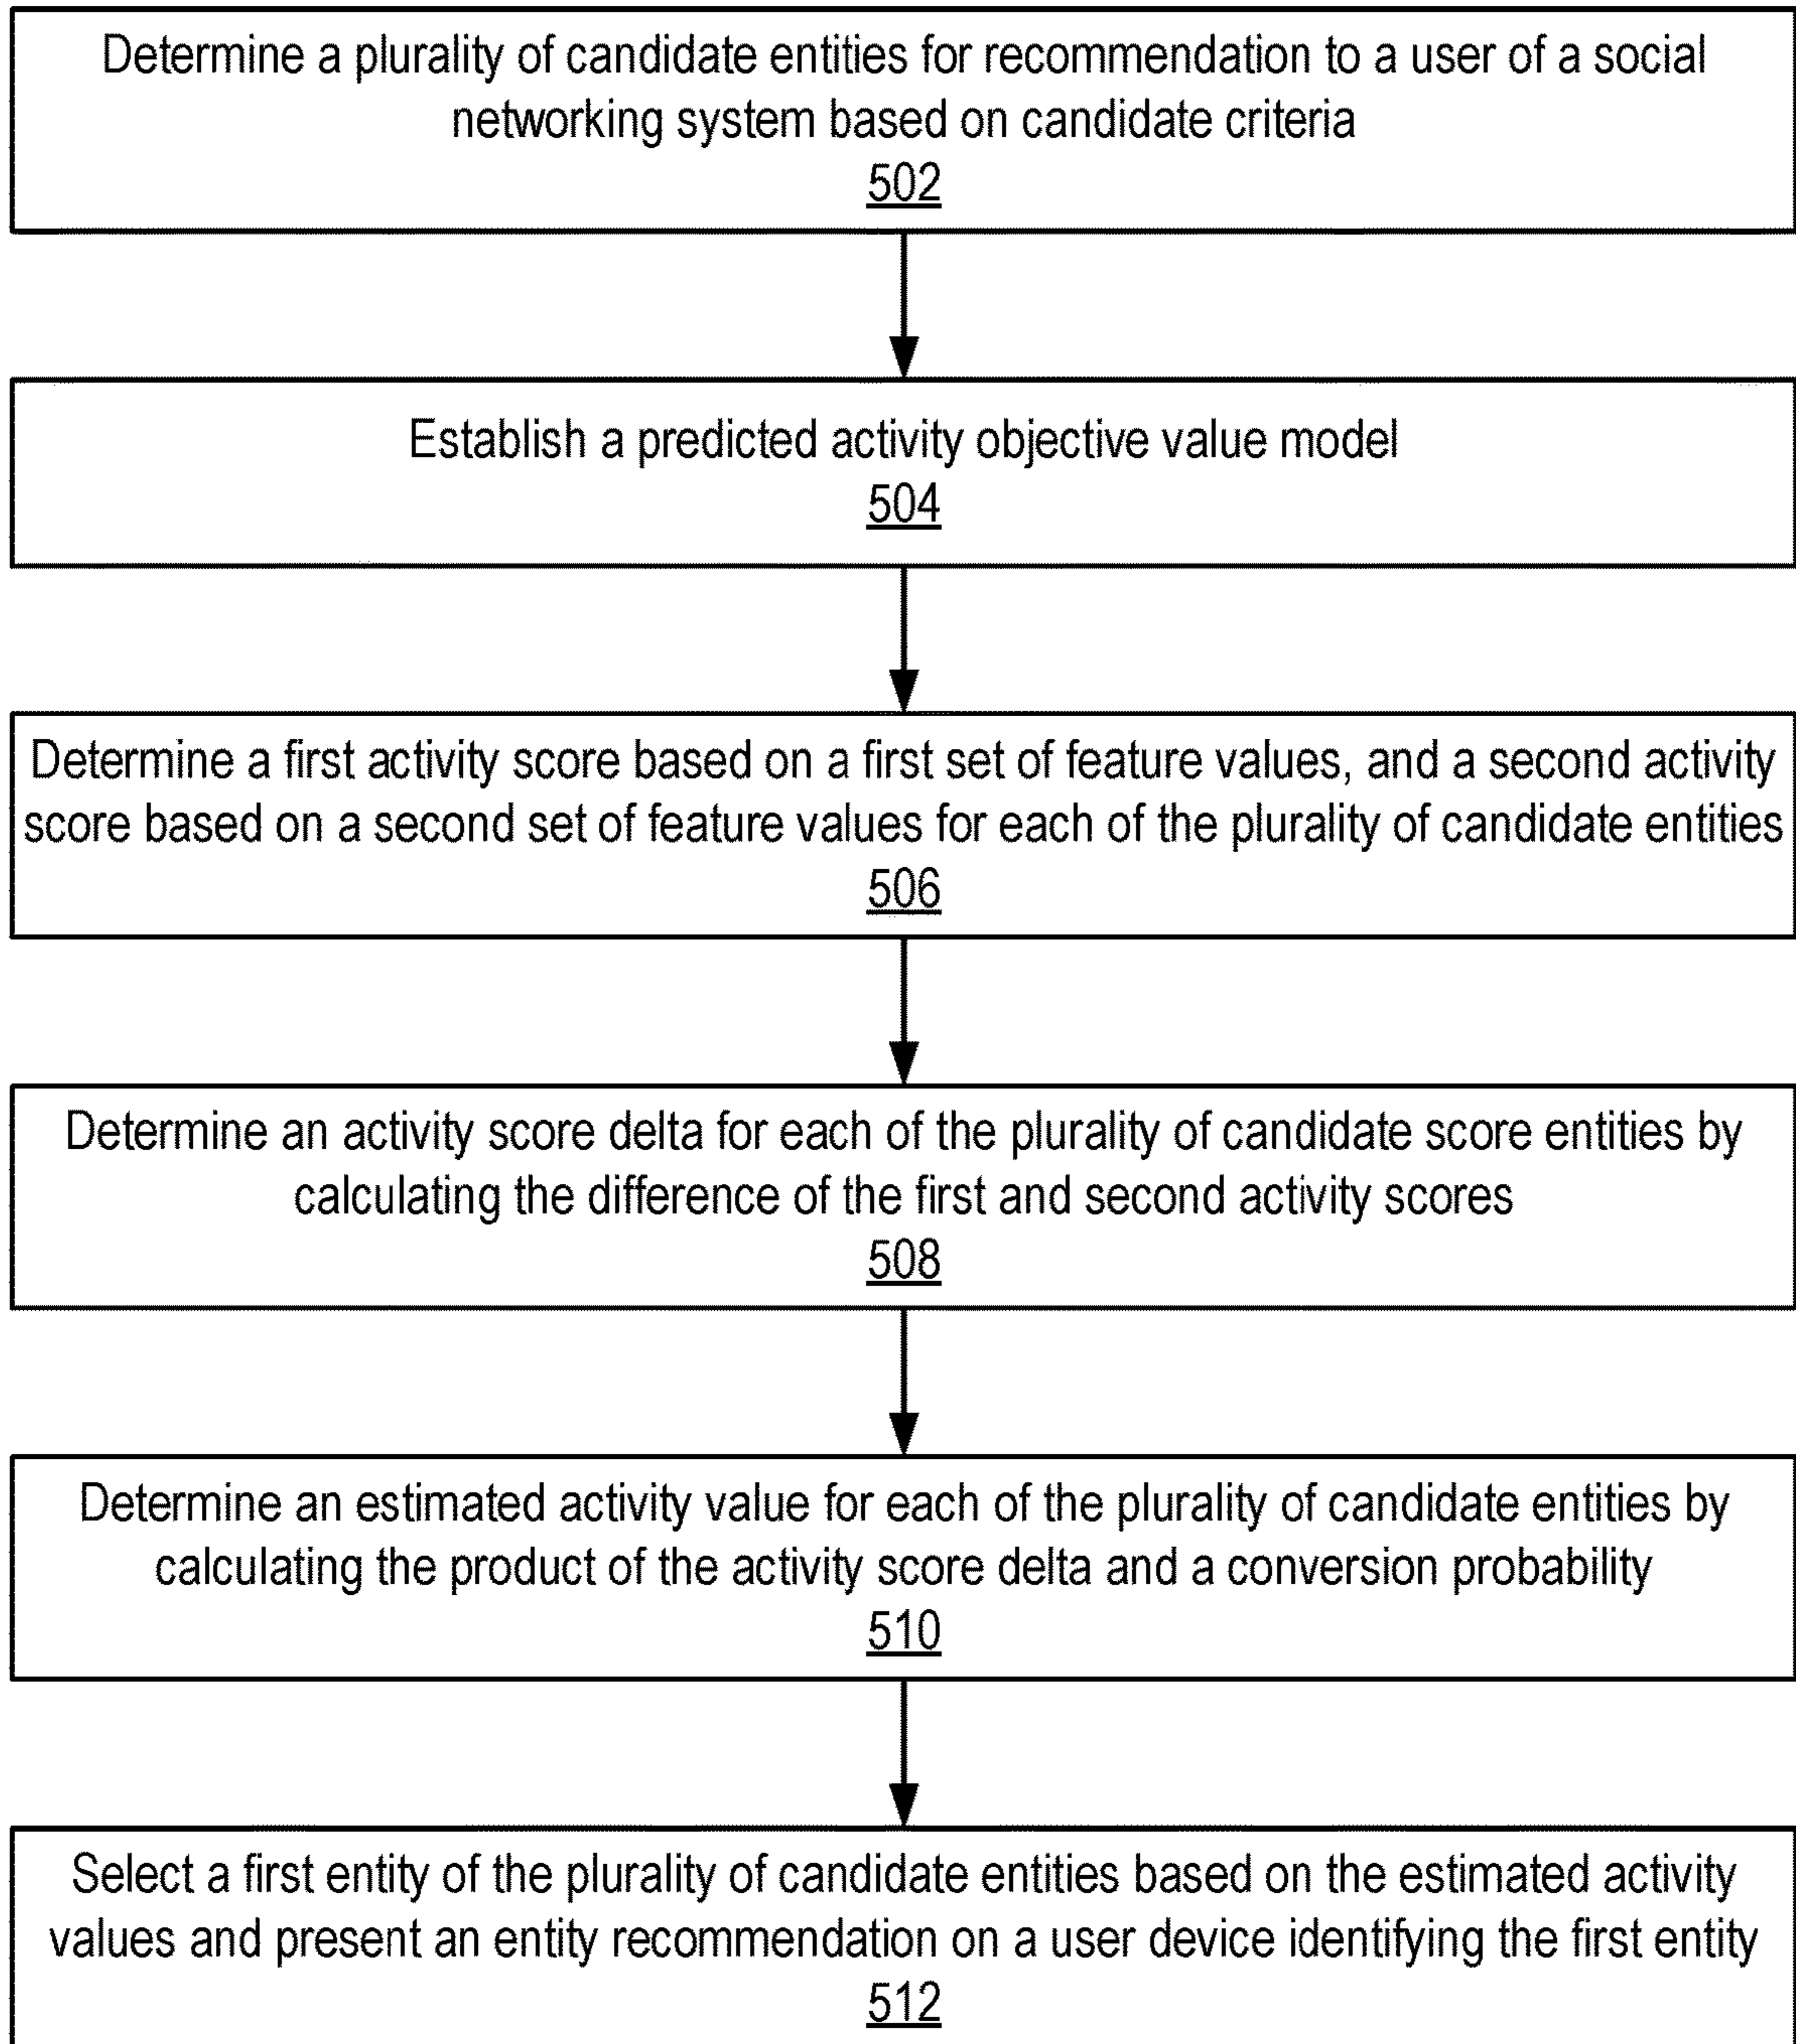 Determine a plurality of candidate entities for recommendation to a user of a social
networking system based on candidate criteria
502
Establish a predicted activity objective value model
504
Determine a first activity score based on a first set of feature values, and a second activity
score based on a second set of feature values for each of the plurality of candidate entities
506
Determine an activity score delta for each of the plurality of candidate score entities by
calculating the difference of the first and second activity scores
508
Determine an estimated activity value for each of the plurality of candidate entities by
calculating the product of the activity score delta and a conversion probability
510
Select a first entity of the plurality of candidate entities based on the estimated activity
values and present an entity recommendation on a user device identifying the first entity
512